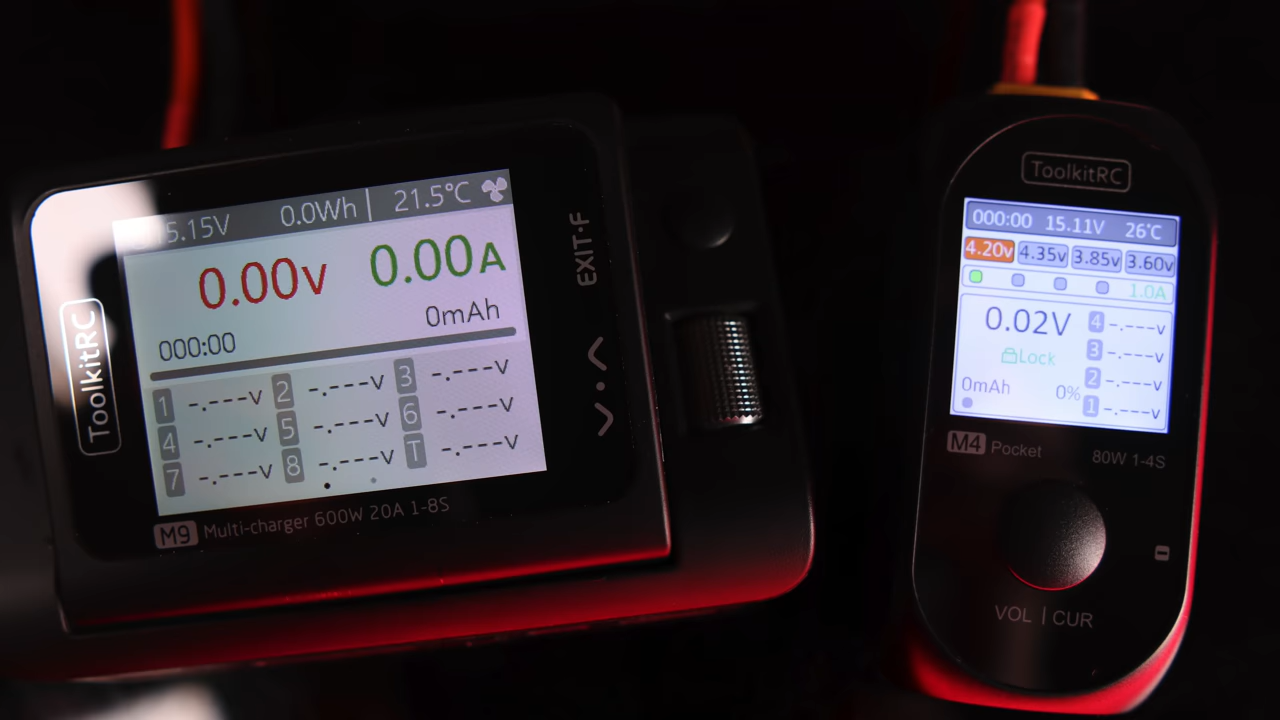 ToolkitRC
5.15V 0.0Wh 21.5°C
0.00V 0.00A
0mAh
000:00
1 -.---V 2 -.---V 3 -.---V
4 -.---V 5 -.---V 6 -.---V
7 -.---V 8 -.---V T -.---V
EXIT·F
M9 Multi-charger 600W 20A 1-8S
ToolkitRC
000:00 15.11V 26℃
4.20v 4.35v 3.85v 3.60v
1.0A
0.02V
Lock
0mAh 0%
4 -.---V
3 -.---V
2 -.---V
1 -.---V
M4 Pocket 80W 1-4S
VOL | CUR